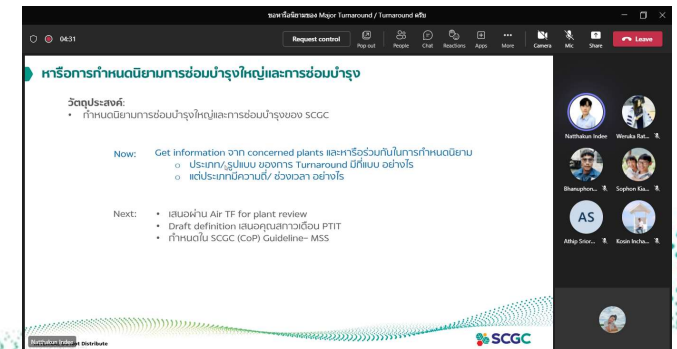 ขอหารือนิยามของ Major Turnaround / Turnaround ครับ
04:31
Request control
Pop out
People
Chat
Reactions
Apps
More
Camera
Mic
Share
Leave
หารือการกำหนดนิยามการซ่อมบำรุงใหญ่และการซ่อมบำรุง
วัตถุประสงค์:
• กำหนดนิยามการซ่อมบำรุงใหญ่และการซ่อมบำรุงของ SCGC
Now: Get information จาก concerned plants และหารือร่วมกันในการกำหนดนิยาม
o ประเภท/รูปแบบ ของการ Turnaround มีกี่แบบ อย่างไร
o แต่ประเภทมีความถี่/ ช่วงเวลา อย่างไร
Next: • เสนอผ่าน Air TF for plant review
• Draft definition เสนอคุณสภาวเดือน PTIT
• กำหนดใน SCGC (CoP) Guideline– MSS
Natthakun Indee
Weruka Rat...
Bhanuphon...
Sophon Kia...
AS
Athip Srior...
Kosin Incha...
Natthakun Indee
Distribute
SCGC